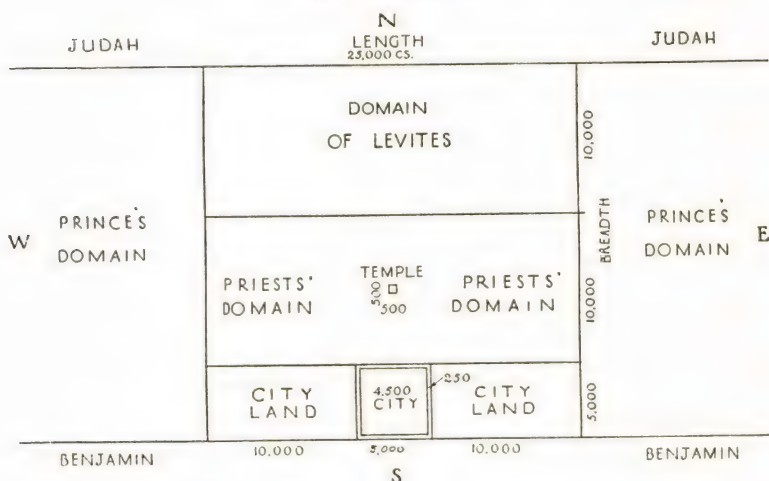 N
JUDAH
LENGTH
25,000 CS.
JUDAH
DOMAIN
OF LEVITES
10,000
W
PRINCE'S
DOMAIN
BREADTH
PRINCE'S
DOMAIN
E
PRIESTS'
DOMAIN
TEMPLE
500
500
PRIESTS'
DOMAIN
10,000
CITY
LAND
4,500
CITY
250
CITY
LAND
5,000
BENJAMIN
10,000
5,000
10,000
BENJAMIN
S